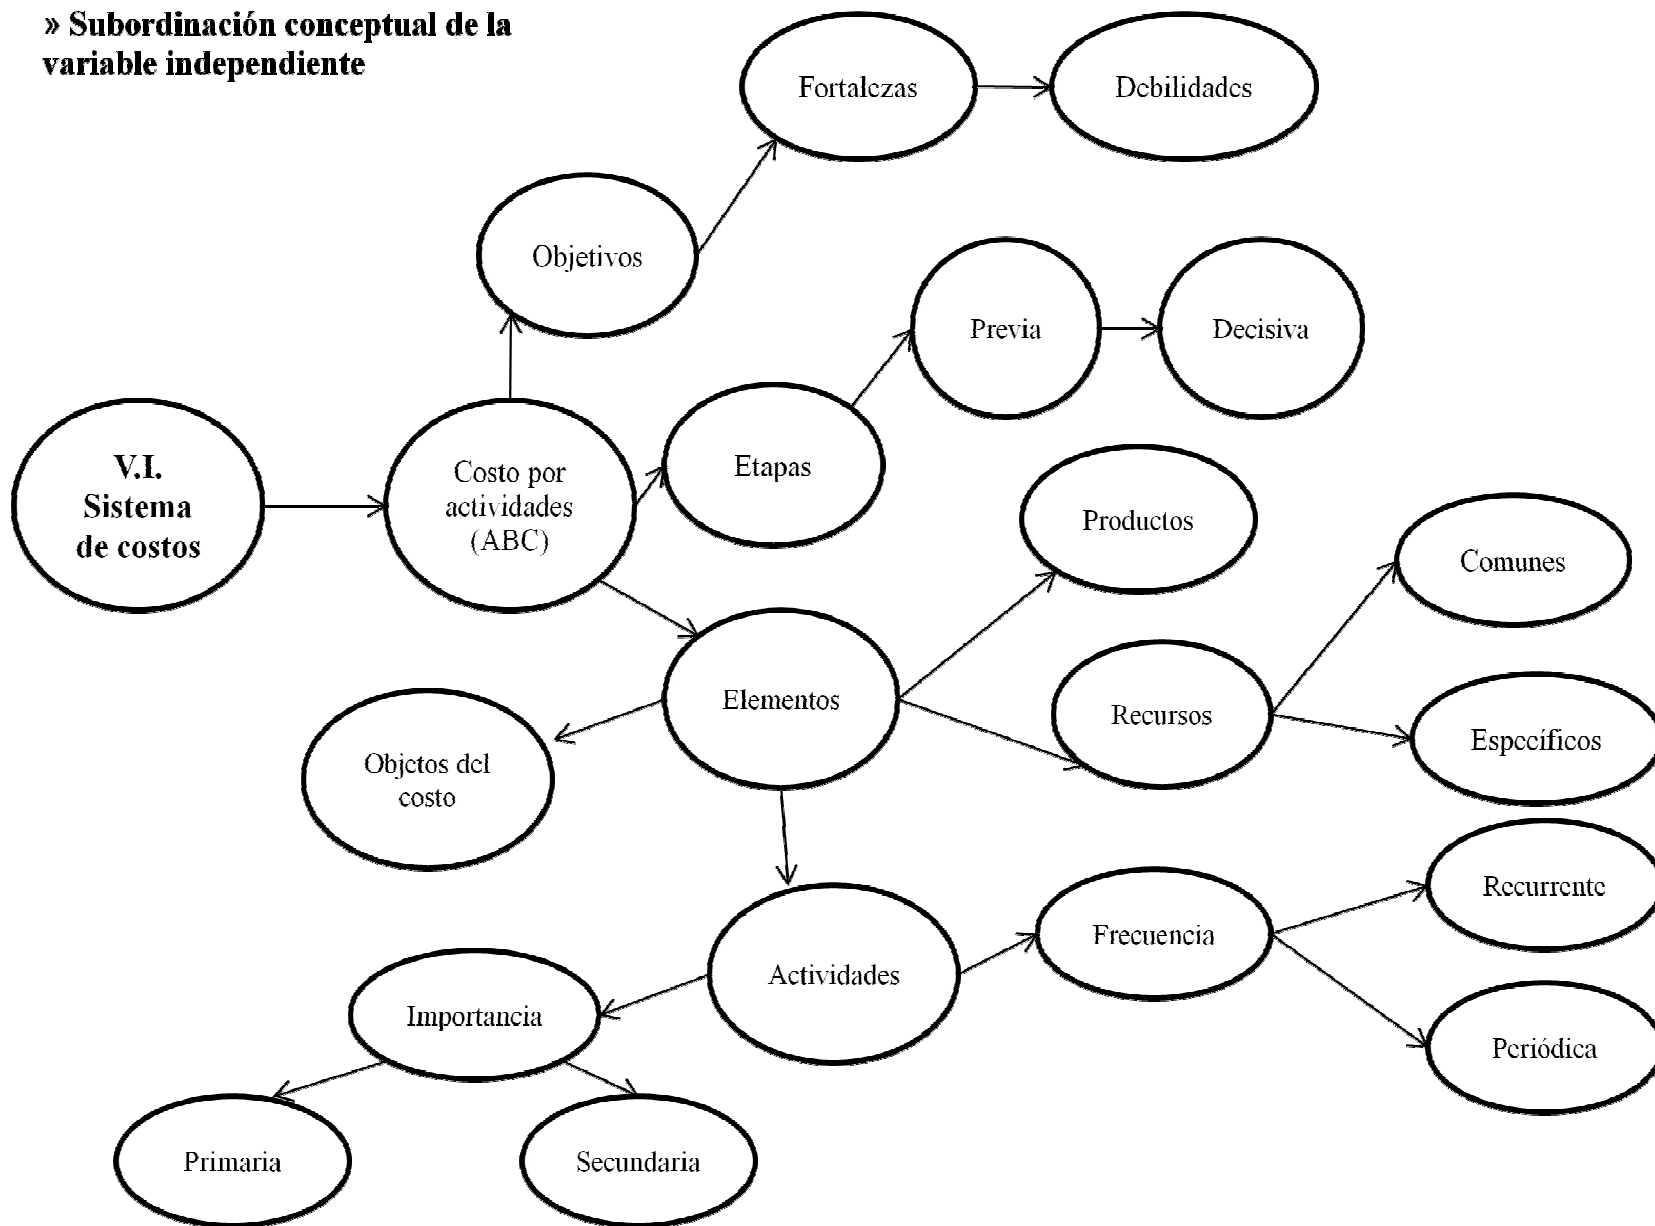 » Subordinación conceptual de la
variable independiente
Fortalezas
Debilidades
Objetivos
Previa
Decisiva
V.I.
Sistema
de costos
Costo por
actividades
(ABC)
Etapas
Productos
Comunes
Elementos
Recursos
Específicos
Objetos del
costo
Recurrente
Frecuencia
Actividades
Importancia
Periódica
Primaria
Secundaria